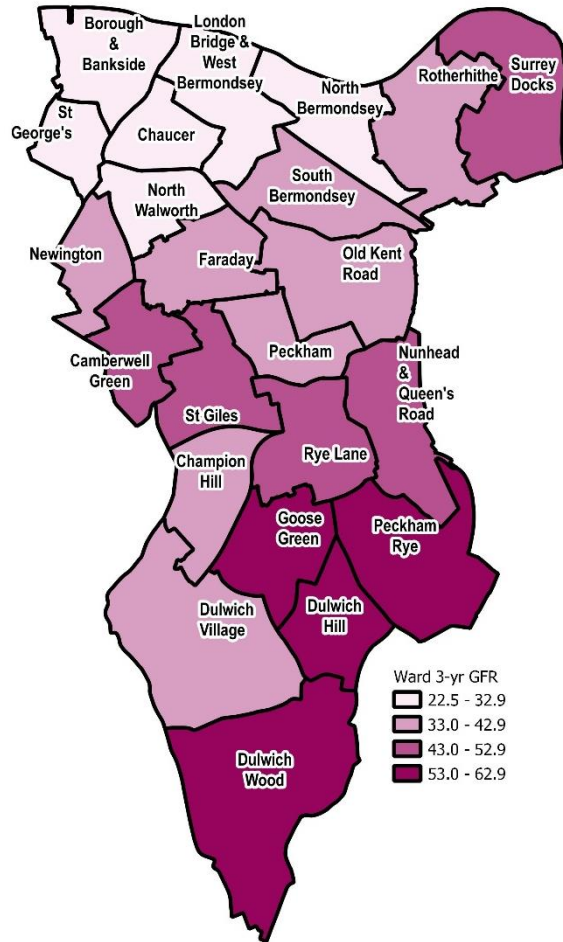 Borough
&
Bankside
London
Bridge &
West
Bermondsey
North
Bermondsey
Rotherhithe
Surrey
Docks
St
George's
Chaucer
South
Bermondsey
North
Walworth
Newington
Faraday
Old Kent
Road
Camberwell
Green
Peckham
Nunhead
&
Queen's
Road
St Giles
Champion
Hill
Rye Lane
Goose
Green
Peckham
Rye
Dulwich
Village
Dulwich
Hill
Dulwich
Wood
Ward 3-yr GFR
22.5 - 32.9
33.0 - 42.9
43.0 - 52.9
53.0 - 62.9